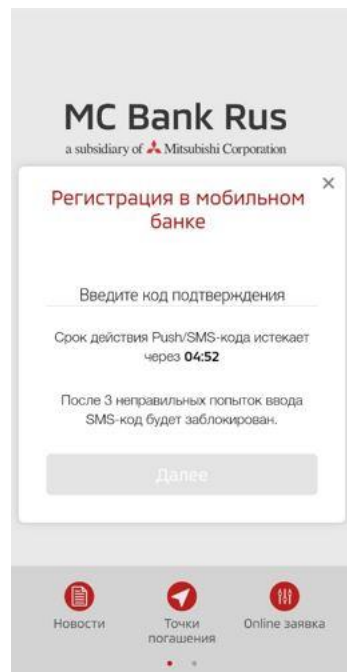 MC Bank Rus
a subsidiary of Mitsubishi Corporation
×
Регистрация в мобильном
банке
Введите код подтверждения
Срок действия Push/SMS-кода истекает
через 04:52
После 3 неправильных попыток ввода
SMS-код будет заблокирован.
Далее
Новости
Точки
погашения
Online заявка